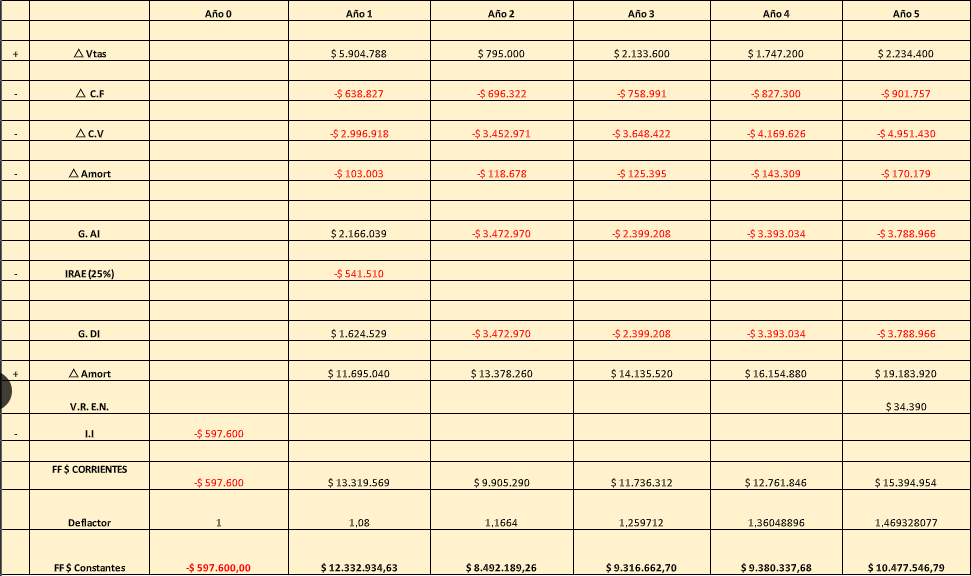 Año 0 Año 1 Año 2 Año 3 Año 4 Año 5
+ △ Vtas $ 5.904.788 $ 795.000 $ 2.133.600 $ 1.747.200 $ 2.234.400
- △ C.F -$ 638.827 -$ 696.322 -$ 758.991 -$ 827.300 -$ 901.757
- △ C.V -$ 2.996.918 -$ 3.452.971 -$ 3.648.422 -$ 4.169.626 -$ 4.951.430
- △ Amort -$ 103.003 -$ 118.678 -$ 125.395 -$ 143.309 -$ 170.179
G. AI $ 2.166.039 -$ 3.472.970 -$ 2.399.208 -$ 3.393.034 -$ 3.788.966
- IRAE (25%) -$ 541.510
G. DI $ 1.624.529 -$ 3.472.970 -$ 2.399.208 -$ 3.393.034 -$ 3.788.966
+ △ Amort $ 11.695.040 $ 13.378.260 $ 14.135.520 $ 16.154.880 $ 19.183.920
V.R. E.N. $ 34.390
- I.I -$ 597.600
FF $ CORRIENTES -$ 597.600 $ 13.319.569 $ 9.905.290 $ 11.736.312 $ 12.761.846 $ 15.394.954
Deflactor 1 1,08 1,1664 1,259712 1,36048896 1,469328077
FF $ Constantes -$ 597.600,00 $ 12.332.934,63 $ 8.492.189,26 $ 9.316.662,70 $ 9.380.337,68 $ 10.477.546,79